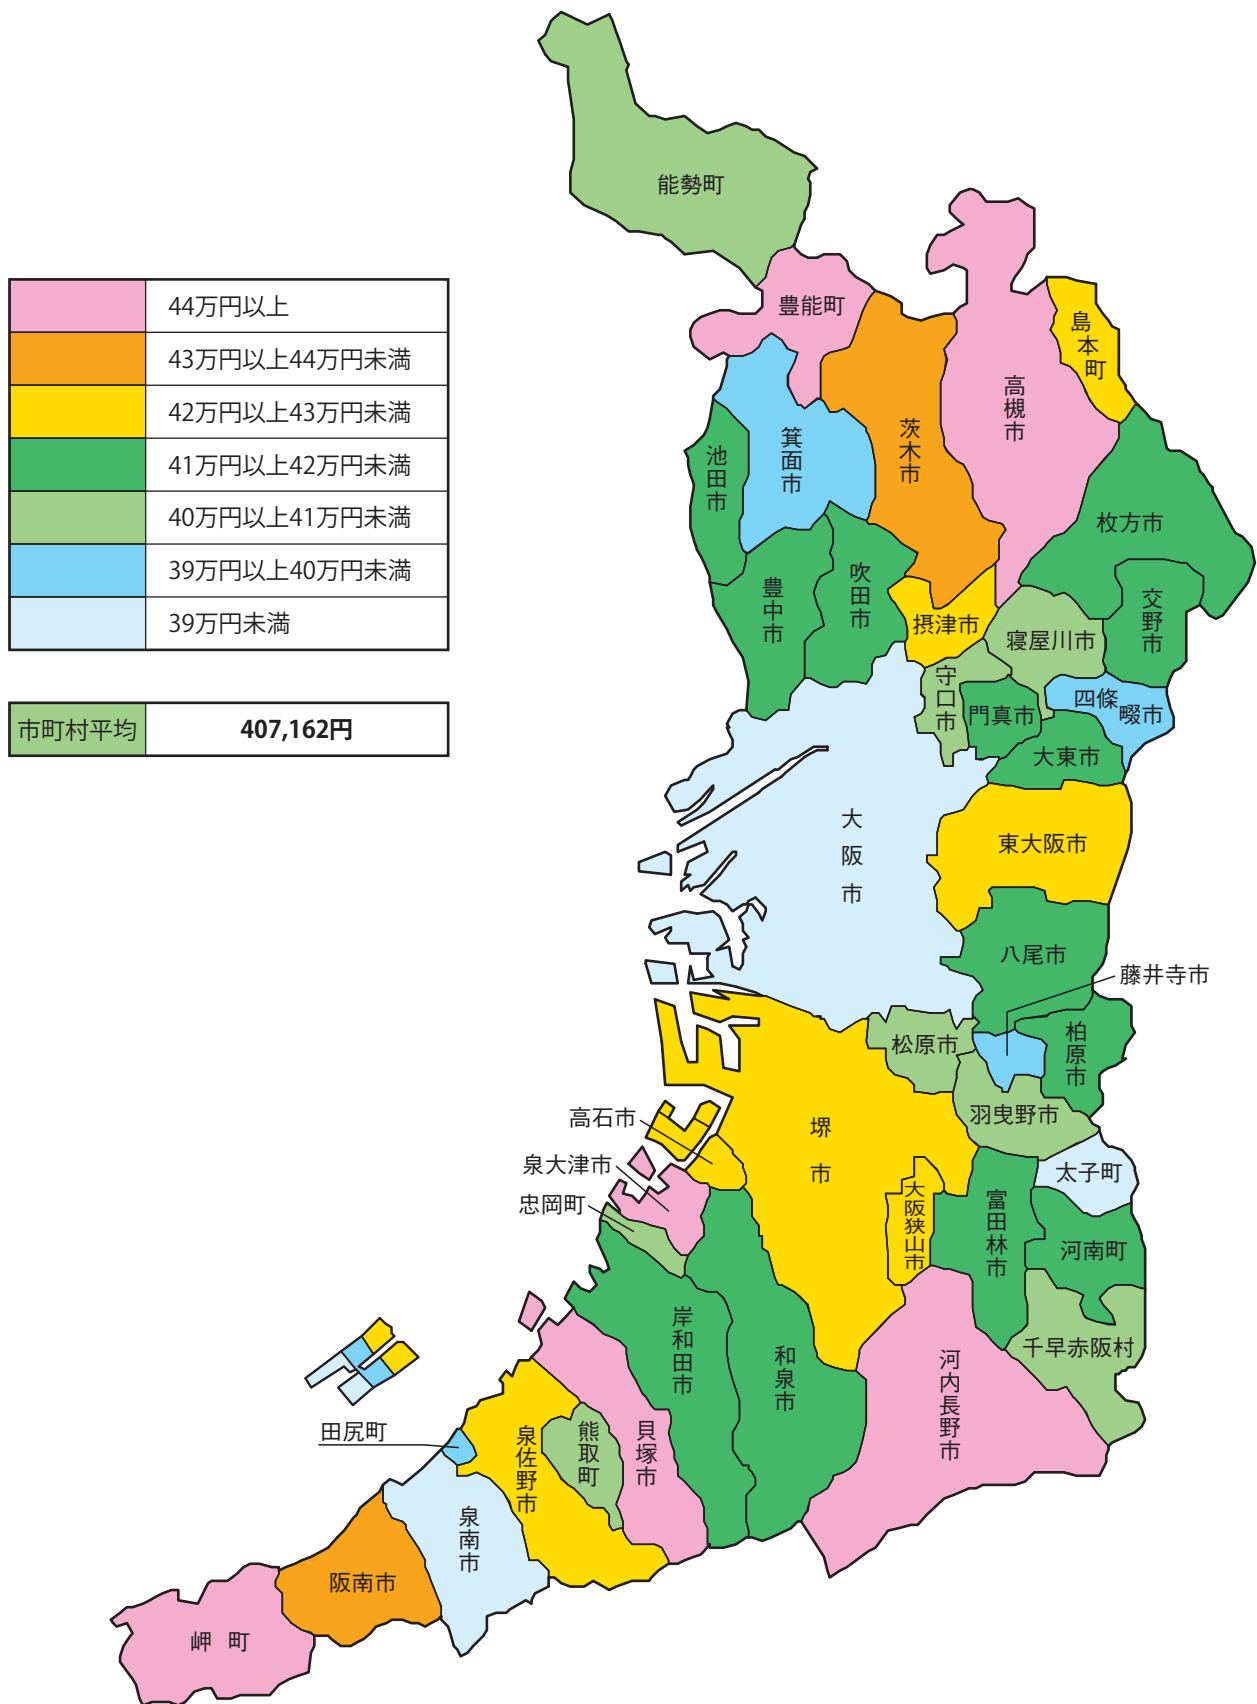 44万円以上
43万円以上44万円未満
42万円以上43万円未満
41万円以上42万円未満
40万円以上41万円未満
39万円以上40万円未満
39万円未満
市町村平均 407,162円
能勢町
豊能町
島本町
高槻市
茨木市
箕面市
池田市
枚方市
豊中市
吹田市
交野市
摂津市
寝屋川市
守口市
門真市
四條畷市
大東市
大阪市
東大阪市
八尾市
藤井寺市
柏原市
松原市
羽曳野市
高石市
堺市
泉大津市
太子町
忠岡町
大阪狭山市
富田林市
河南町
岸和田市
和泉市
千早赤阪村
河内長野市
田尻町
泉佐野市
熊取町
貝塚市
泉南市
阪南市
岬町